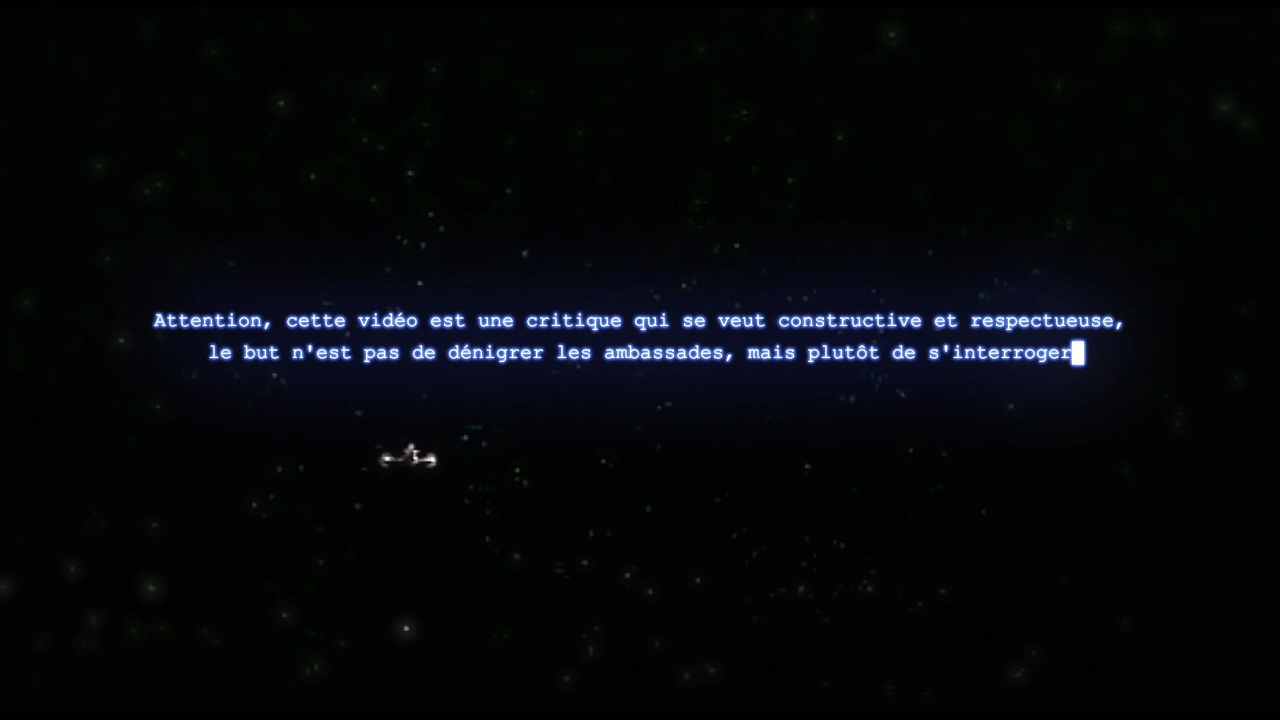 Attention, cette vidéo est une critique qui se veut constructive et respectueuse,
le but n'est pas de dénigrer les ambassades, mais plutôt de s'interroger